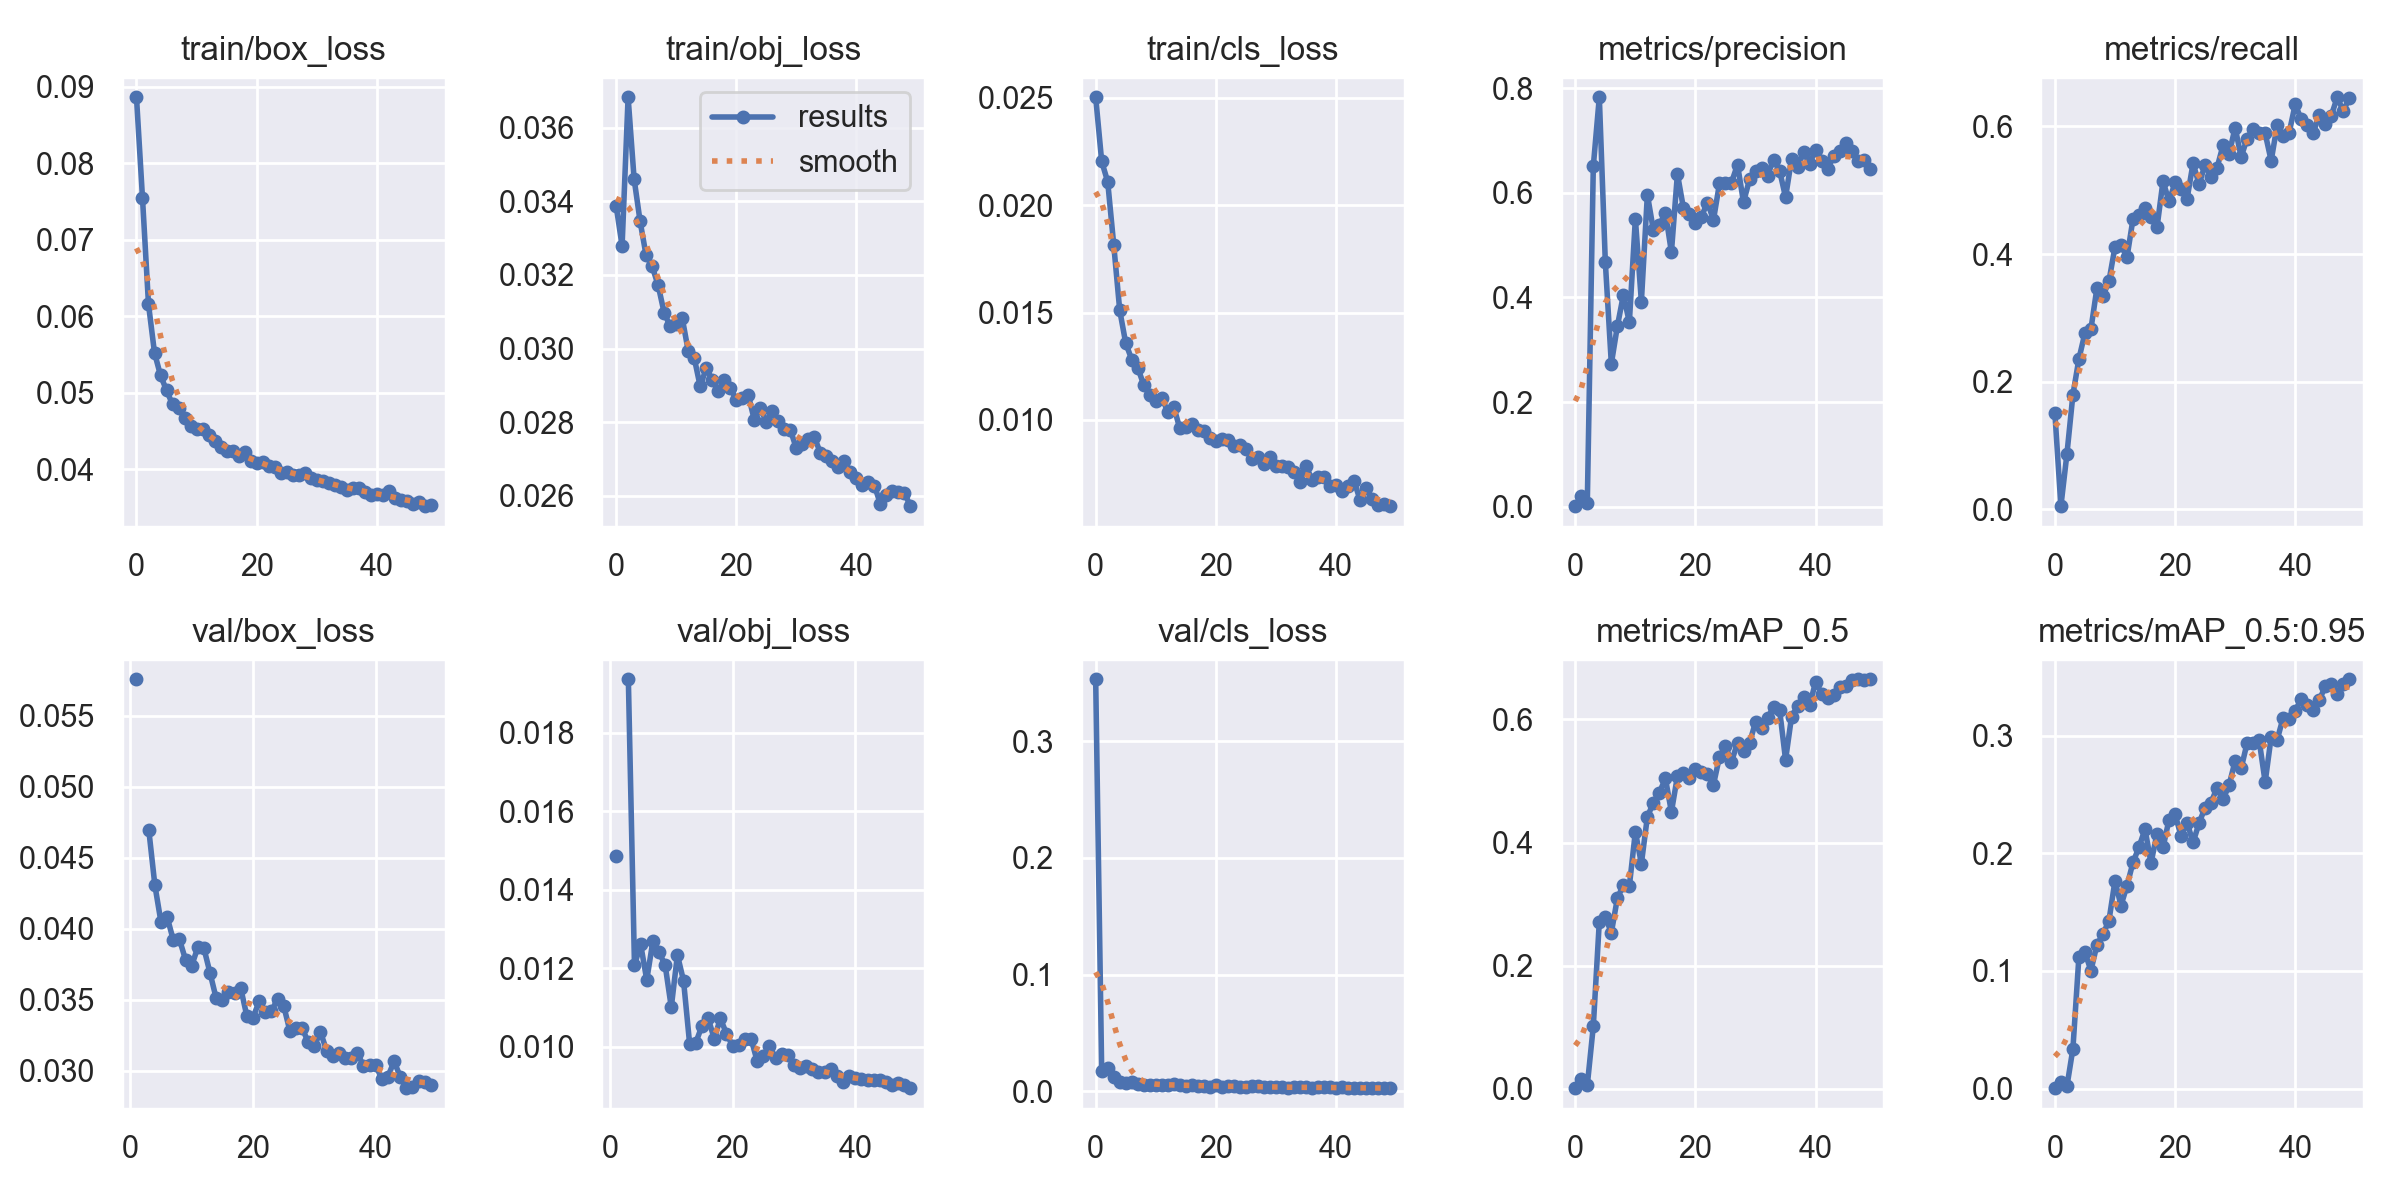 train/box_loss
0.09
0.08
0.07
0.06
0.05
0.04
0 20 40
train/obj_loss
results
smooth
0.036
0.034
0.032
0.030
0.028
0.026
0 20 40
train/cls_loss
0.025
0.020
0.015
0.010
0 20 40
metrics/precision
0.8
0.6
0.4
0.2
0.0
0 20 40
metrics/recall
0.6
0.4
0.2
0.0
0 20 40
val/box_loss
0.055
0.050
0.045
0.040
0.035
0.030
0 20 40
val/obj_loss
0.018
0.016
0.014
0.012
0.010
0 20 40
val/cls_loss
0.3
0.2
0.1
0.0
0 20 40
metrics/mAP_0.5
0.6
0.4
0.2
0.0
0 20 40
metrics/mAP_0.5:0.95
0.3
0.2
0.1
0.0
0 20 40